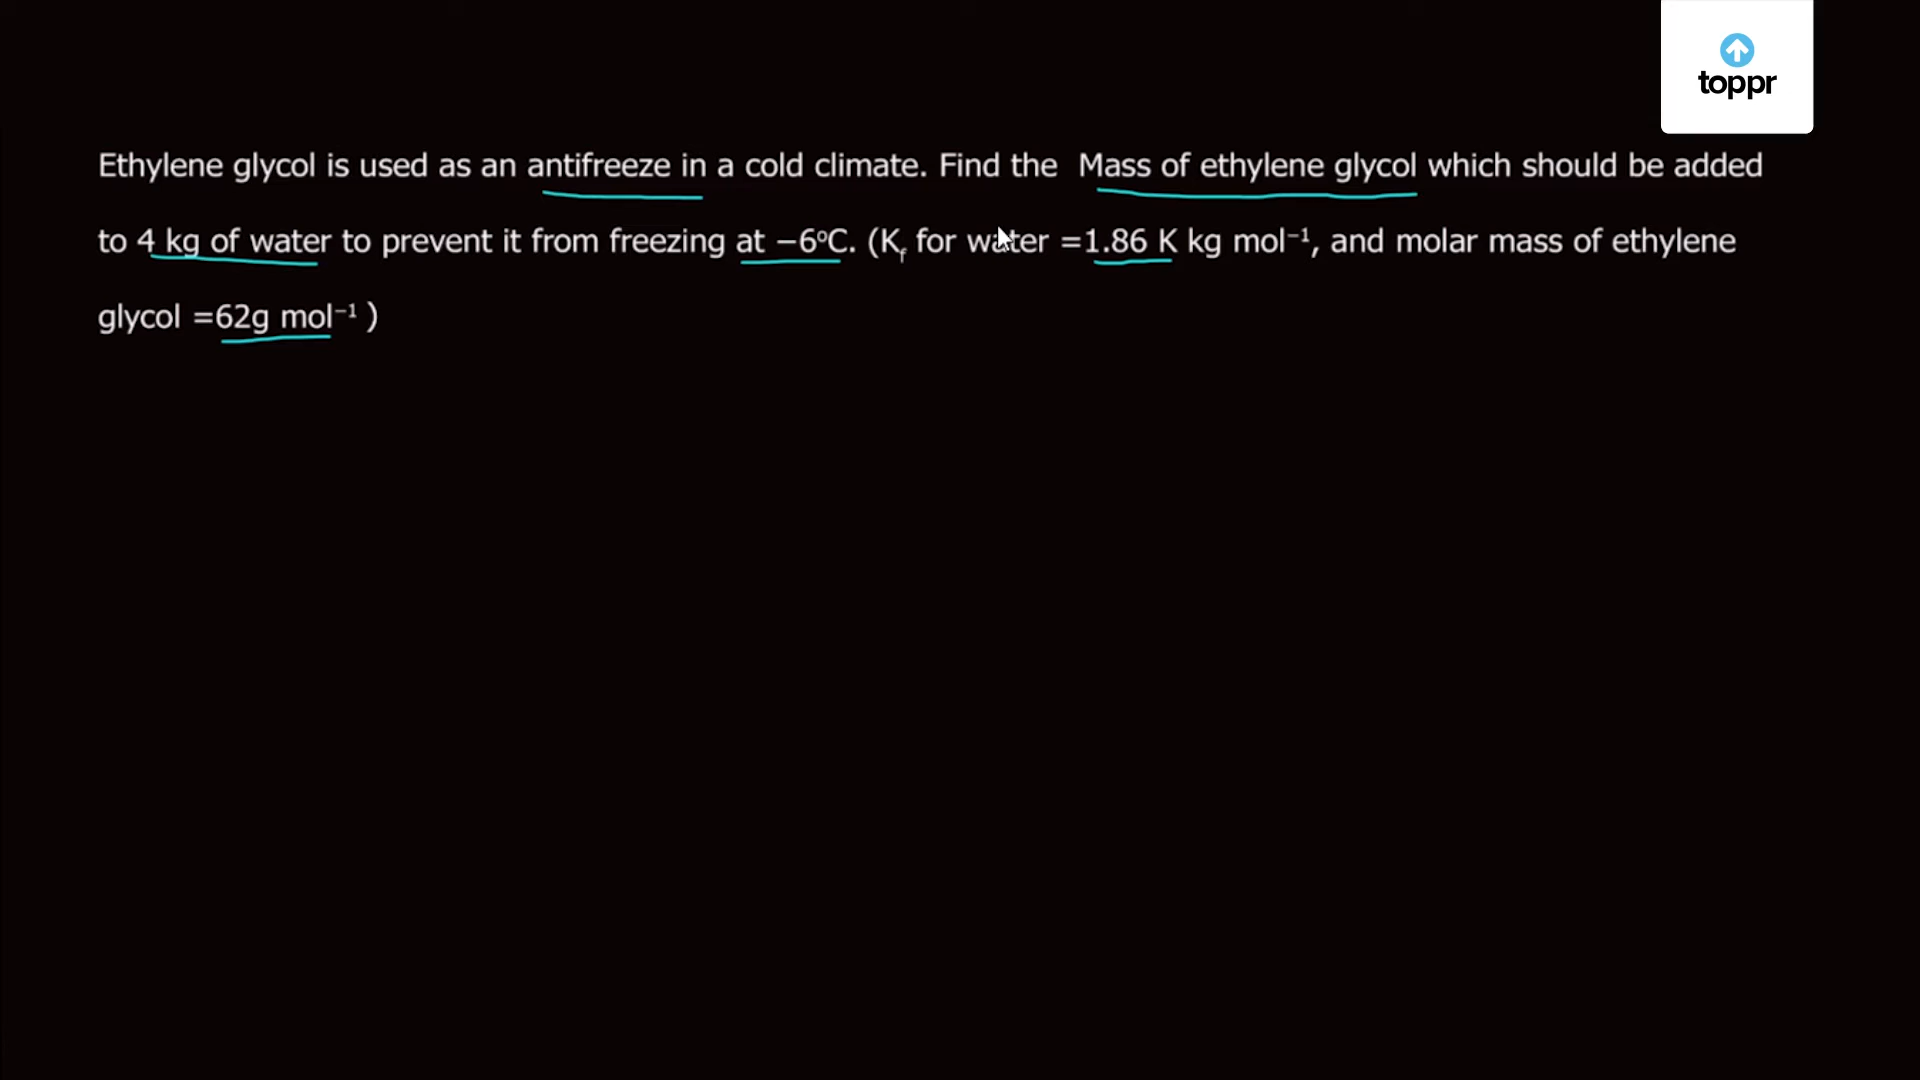 toppr
Ethylene glycol is used as an antifreeze in a cold climate. Find the Mass of ethylene glycol which should be added
to 4 kg of water to prevent it from freezing at −6ºC. (K_f for water =1.86 K kg mol⁻¹, and molar mass of ethylene
glycol =62g mol⁻¹ )